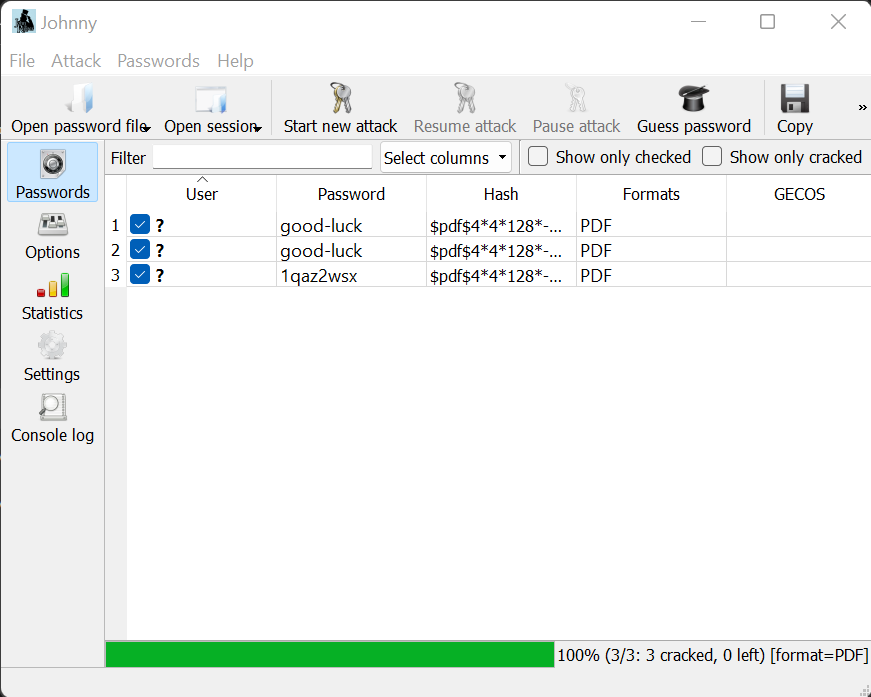 Johnny
File Attack Passwords Help
Open password file Open session Start new attack Resume attack Pause attack Guess password Copy »
Passwords
Options
Statistics
Settings
Console log
Filter Select columns Show only checked Show only cracked
User Password Hash Formats GECOS
1 ? good-luck $pdf$4*4*128*-... PDF
2 ? good-luck $pdf$4*4*128*-... PDF
3 ? 1qaz2wsx $pdf$4*4*128*-... PDF
100% (3/3: 3 cracked, 0 left) [format=PDF]